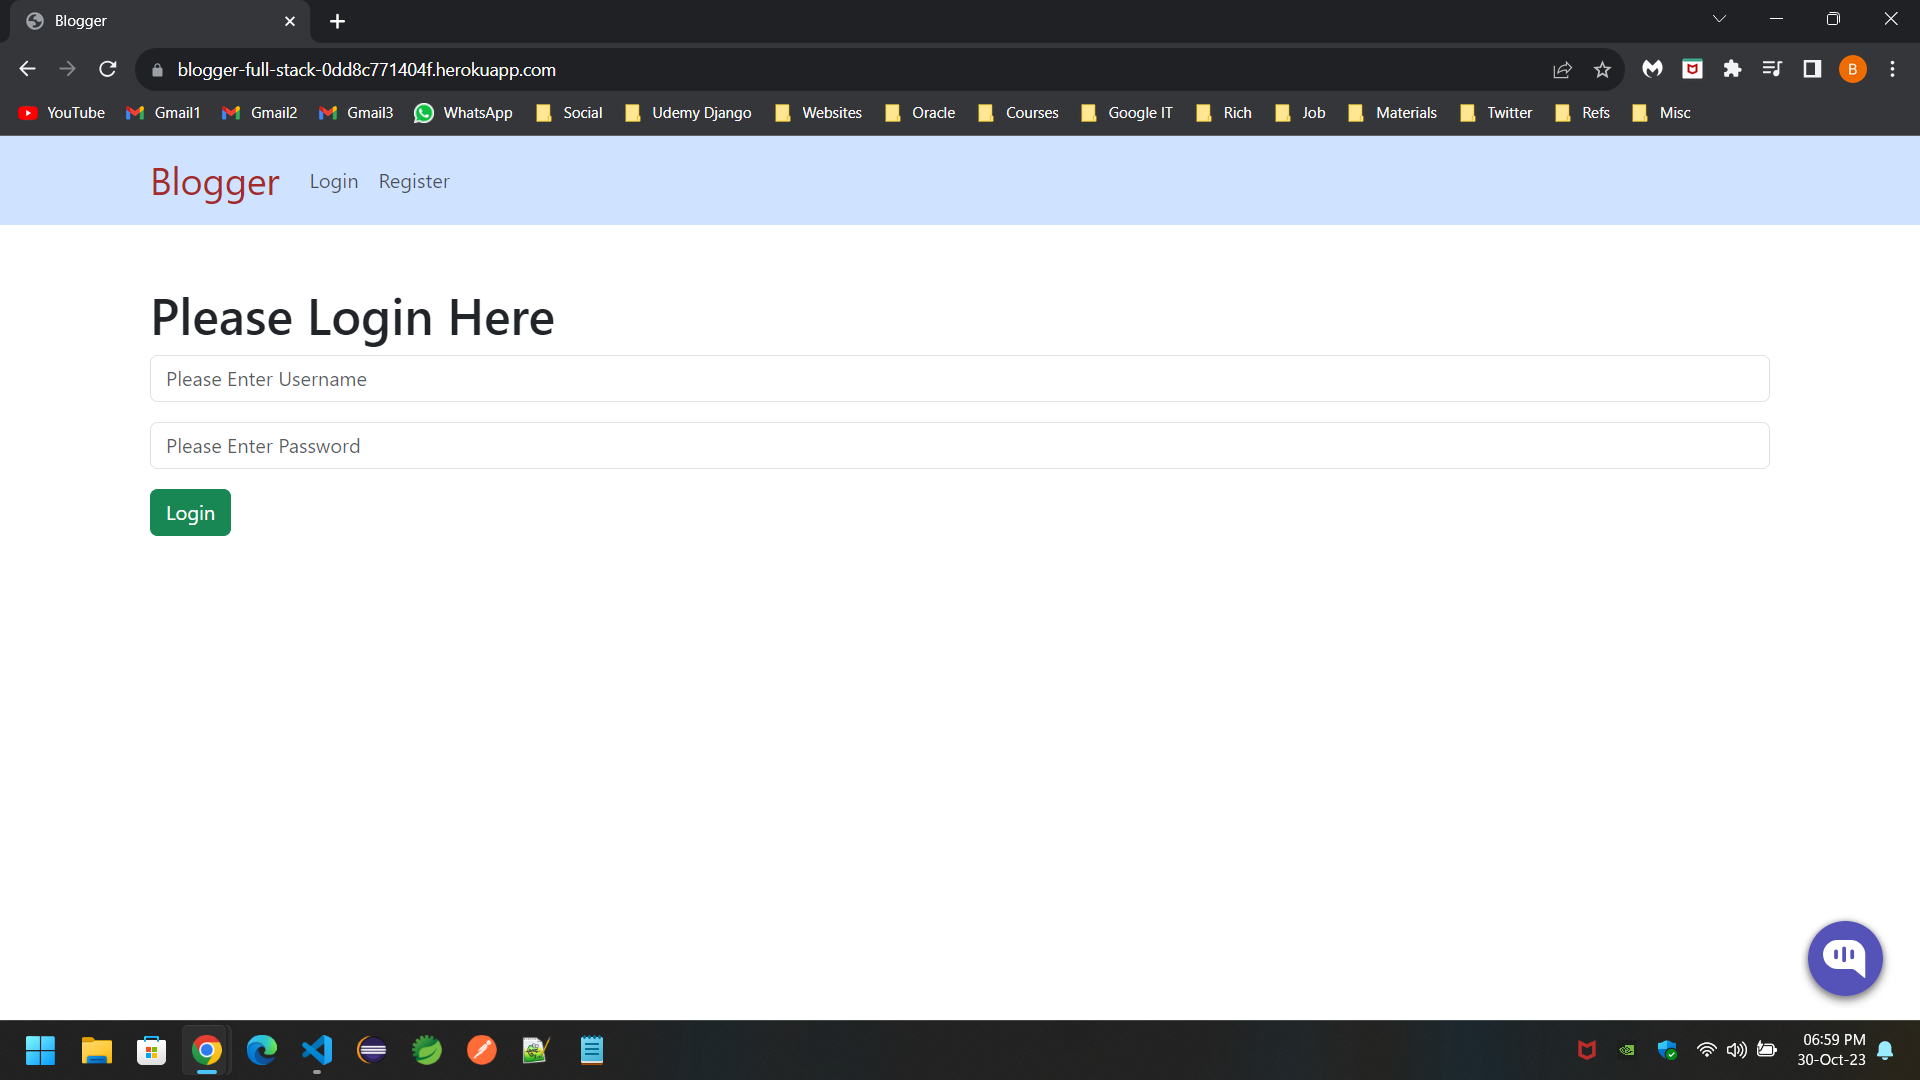 Blogger
blogger-full-stack-0dd8c771404f.herokuapp.com
B
YouTube Gmail1 Gmail2 Gmail3 WhatsApp Social Udemy Django Websites Oracle Courses Google IT Rich Job Materials Twitter Refs Misc
Blogger Login Register
Please Login Here
Please Enter Username
Please Enter Password
Login
06:59 PM
30-Oct-23